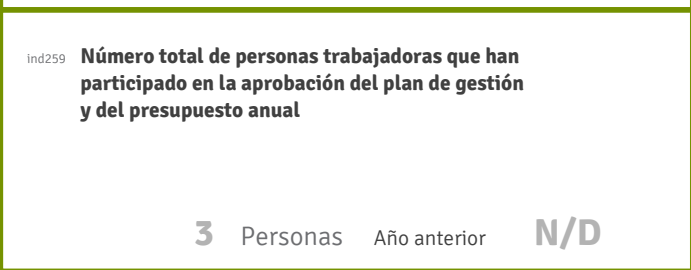 ind259 Número total de personas trabajadoras que han
participado en la aprobación del plan de gestión
y del presupuesto anual
3 Personas Año anterior N/D